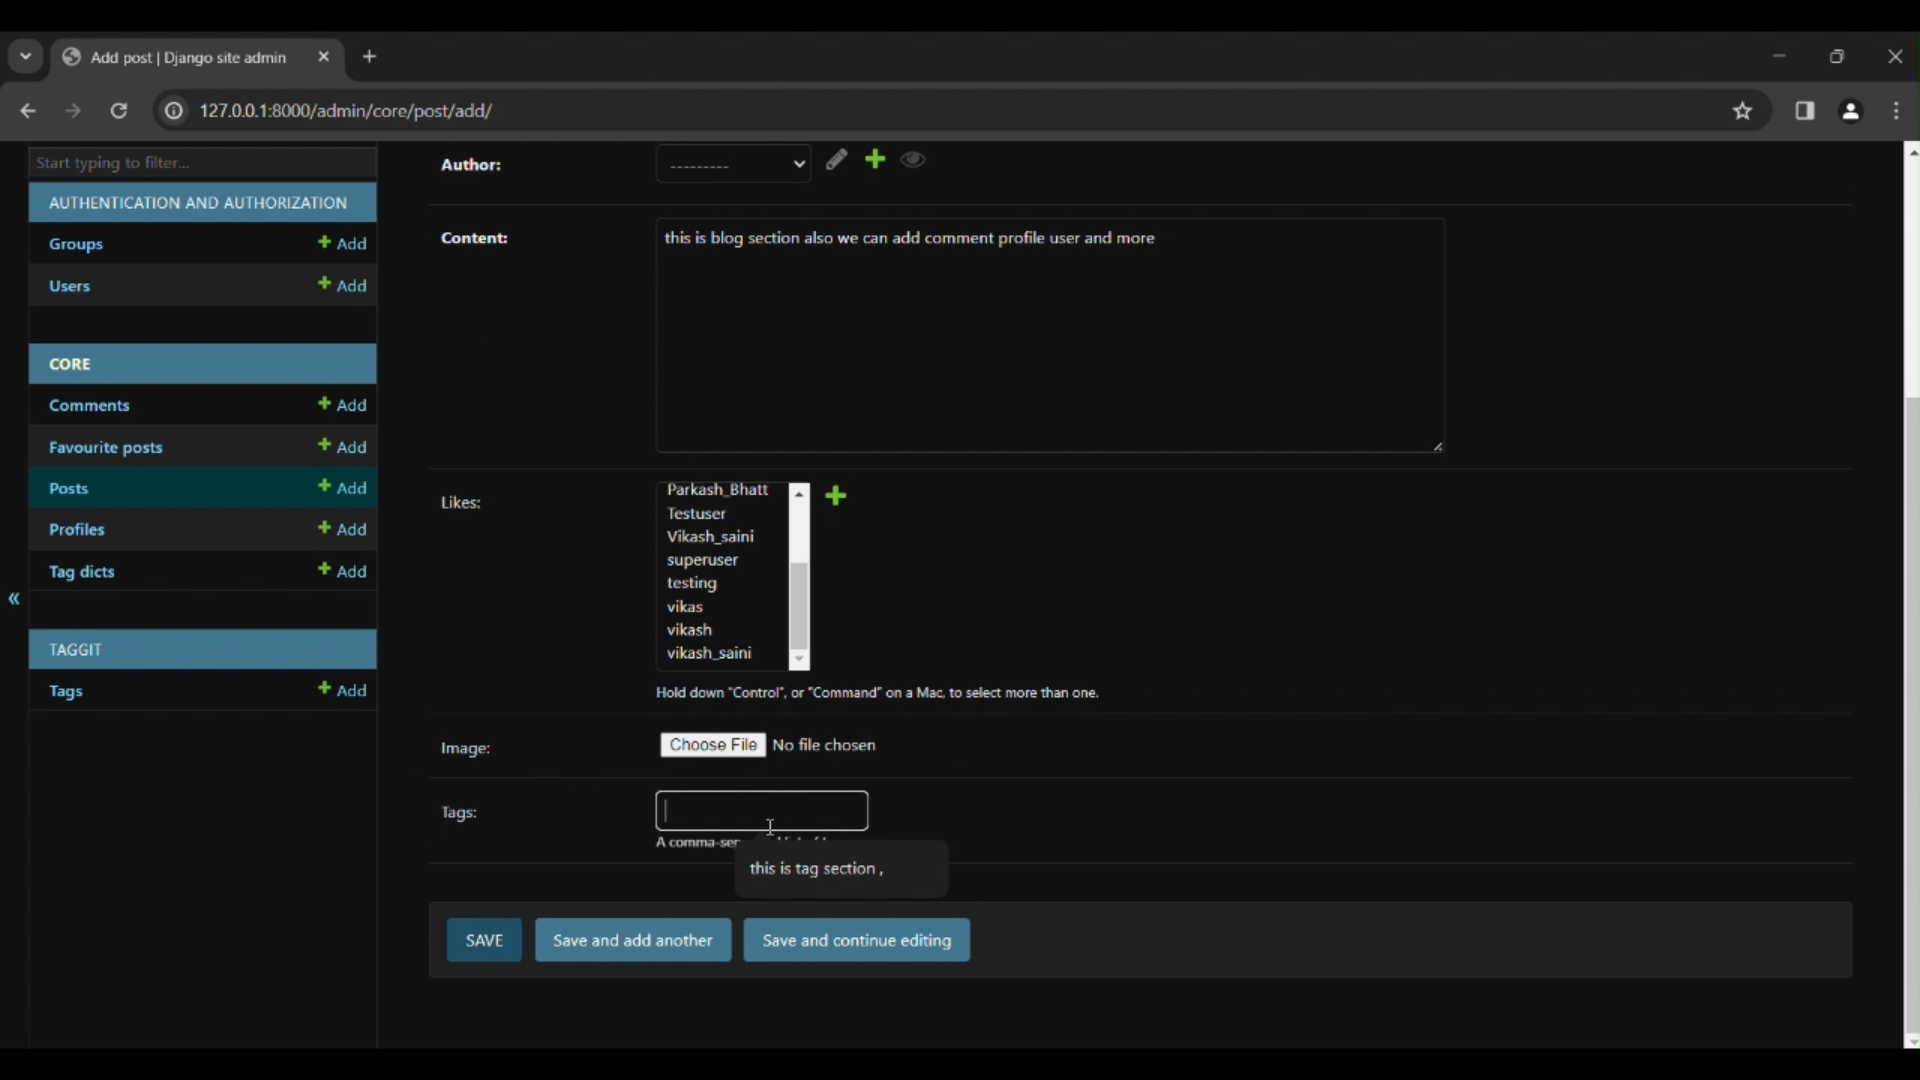 Add post | Django site admin
127.0.0.1:8000/admin/core/post/add/
Start typing to filter...
AUTHENTICATION AND AUTHORIZATION
Groups + Add
Users + Add
CORE
Comments + Add
Favourite posts + Add
Posts + Add
Profiles + Add
Tag dicts + Add
TAGGIT
Tags + Add
«
Author: ---------
Content: this is blog section also we can add comment profile user and more
Likes:
Parkash_Bhatt
Testuser
Vikash_saini
superuser
testing
vikas
vikash
vikash_saini
Hold down "Control", or "Command" on a Mac, to select more than one.
Image: Choose File No file chosen
Tags:
A
this is tag section ,
SAVE Save and add another Save and continue editing